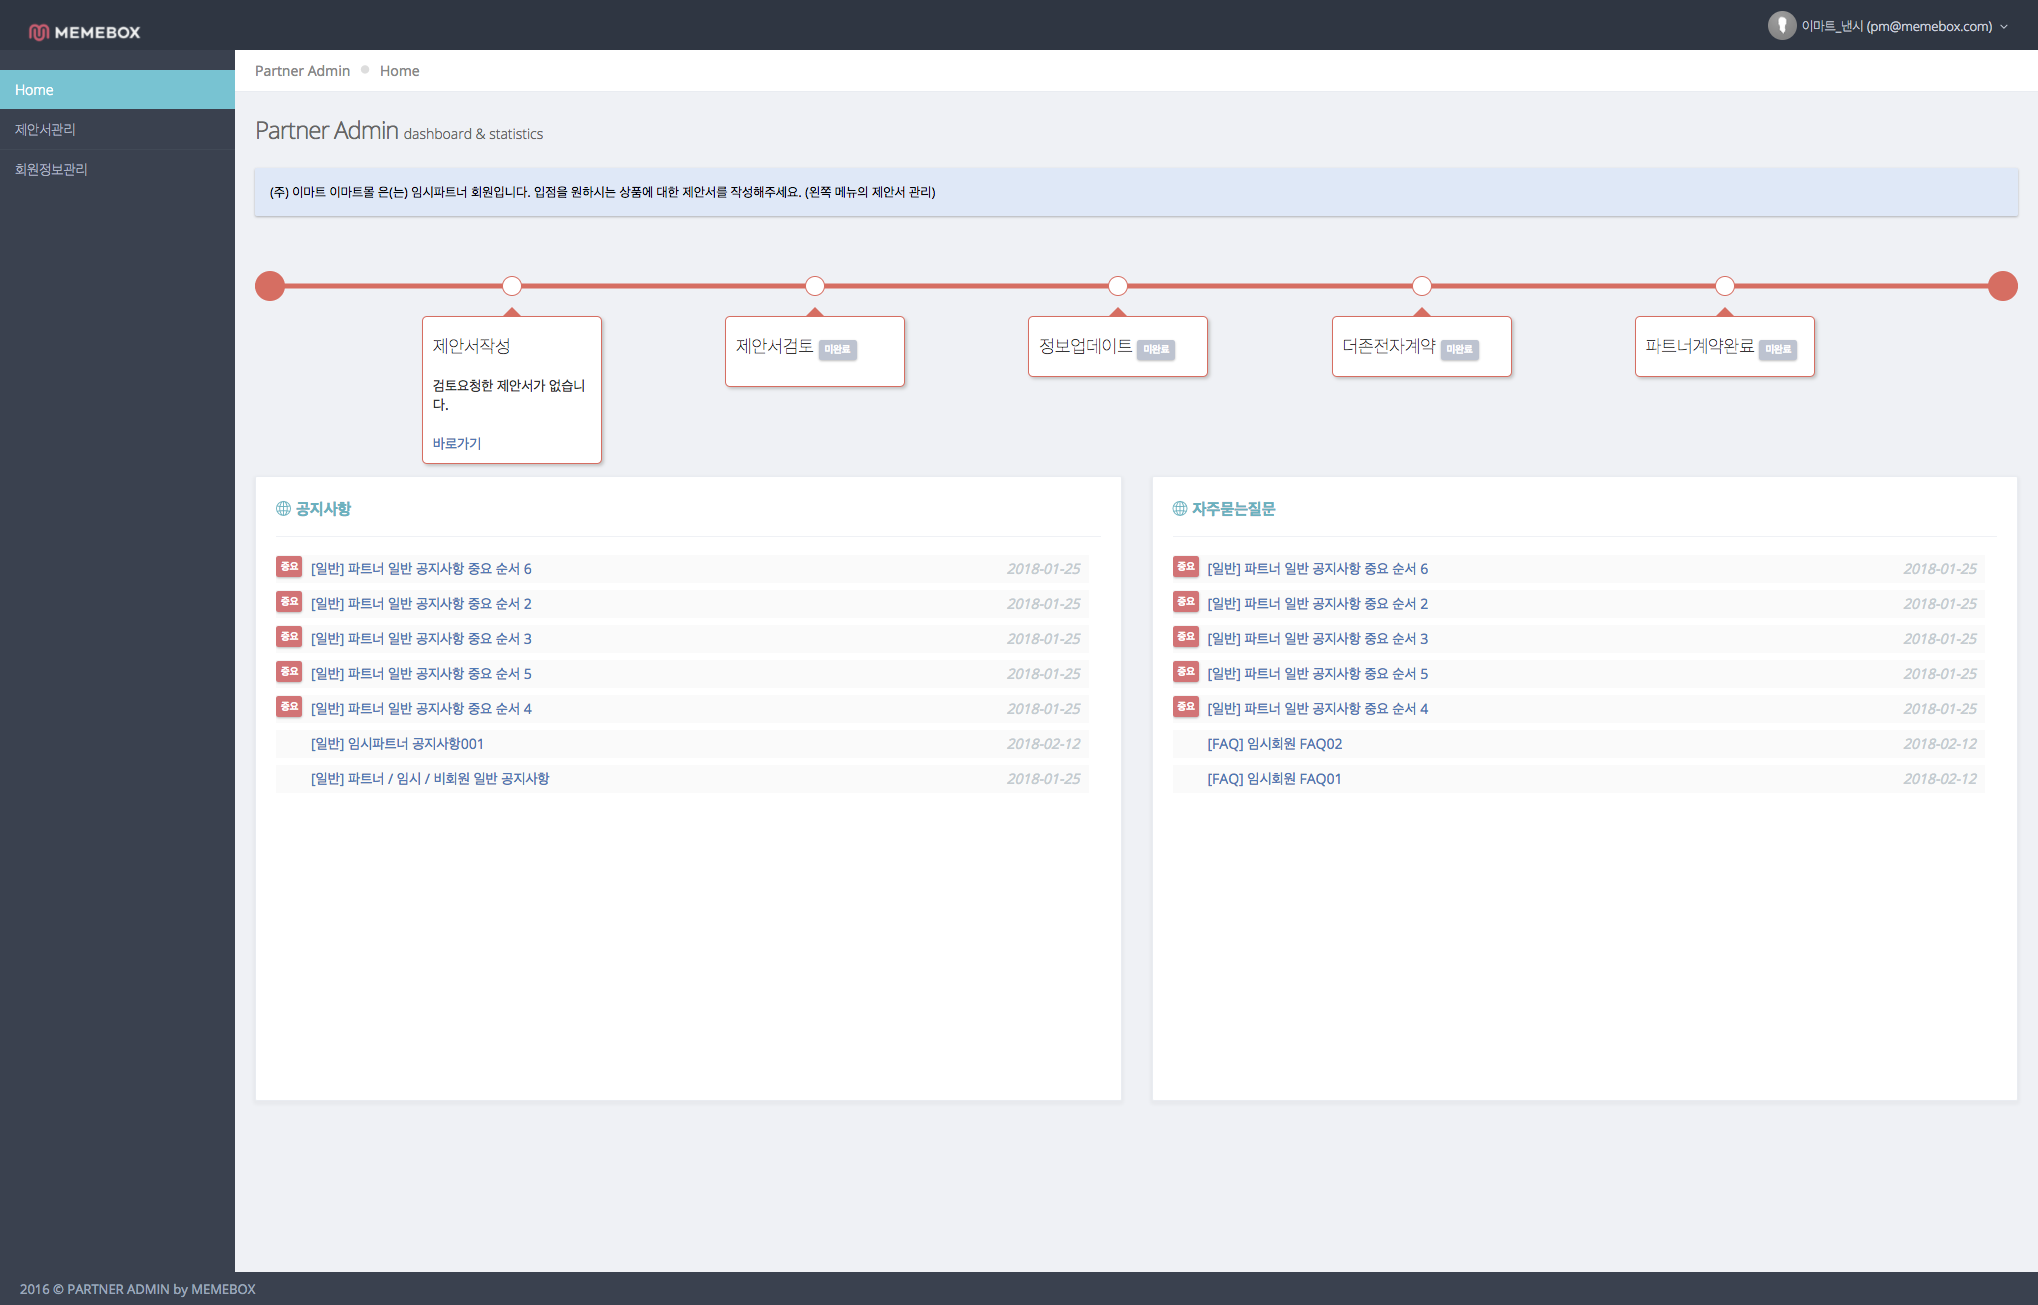 MEMEBOX
이마트_낸시 (pm@memebox.com)
Home
제안서관리
회원정보관리
Partner Admin Home
Partner Admin dashboard & statistics
(주) 이마트 이마트몰 은(는) 임시파트너 회원입니다. 입점을 원하시는 상품에 대한 제안서를 작성해주세요. (왼쪽 메뉴의 제안서 관리)
제안서작성
검토요청한 제안서가 없습니
다.
바로가기
제안서검토 미완료
정보업데이트 미완료
더존전자계약 미완료
파트너계약완료 미완료
공지사항
중요 [일반] 파트너 일반 공지사항 중요 순서 6 2018-01-25
중요 [일반] 파트너 일반 공지사항 중요 순서 2 2018-01-25
중요 [일반] 파트너 일반 공지사항 중요 순서 3 2018-01-25
중요 [일반] 파트너 일반 공지사항 중요 순서 5 2018-01-25
중요 [일반] 파트너 일반 공지사항 중요 순서 4 2018-01-25
[일반] 임시파트너 공지사항001 2018-02-12
[일반] 파트너 / 임시 / 비회원 일반 공지사항 2018-01-25
자주묻는질문
중요 [일반] 파트너 일반 공지사항 중요 순서 6 2018-01-25
중요 [일반] 파트너 일반 공지사항 중요 순서 2 2018-01-25
중요 [일반] 파트너 일반 공지사항 중요 순서 3 2018-01-25
중요 [일반] 파트너 일반 공지사항 중요 순서 5 2018-01-25
중요 [일반] 파트너 일반 공지사항 중요 순서 4 2018-01-25
[FAQ] 임시회원 FAQ02 2018-02-12
[FAQ] 임시회원 FAQ01 2018-02-12
2016 © PARTNER ADMIN by MEMEBOX